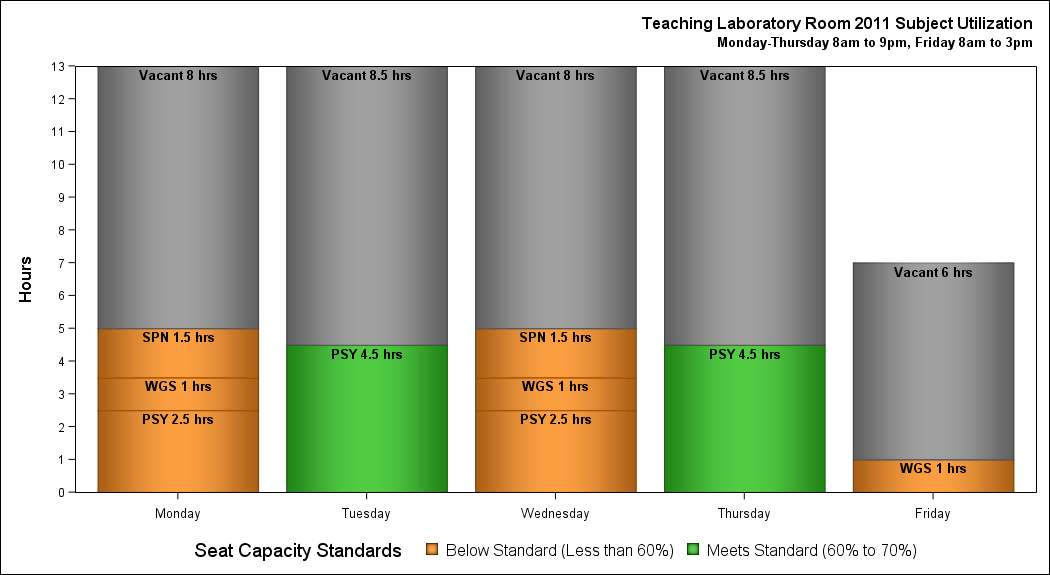 Teaching Laboratory Room 2011 Subject Utilization
Monday-Thursday 8am to 9pm, Friday 8am to 3pm
Hours
13
12
11
10
9
8
7
6
5
4
3
2
1
0
Vacant 8 hrs
SPN 1.5 hrs
WGS 1 hrs
PSY 2.5 hrs
Vacant 8.5 hrs
PSY 4.5 hrs
Vacant 8 hrs
SPN 1.5 hrs
WGS 1 hrs
PSY 2.5 hrs
Vacant 8.5 hrs
PSY 4.5 hrs
Vacant 6 hrs
WGS 1 hrs
Monday Tuesday Wednesday Thursday Friday
Seat Capacity Standards Below Standard (Less than 60%) Meets Standard (60% to 70%)